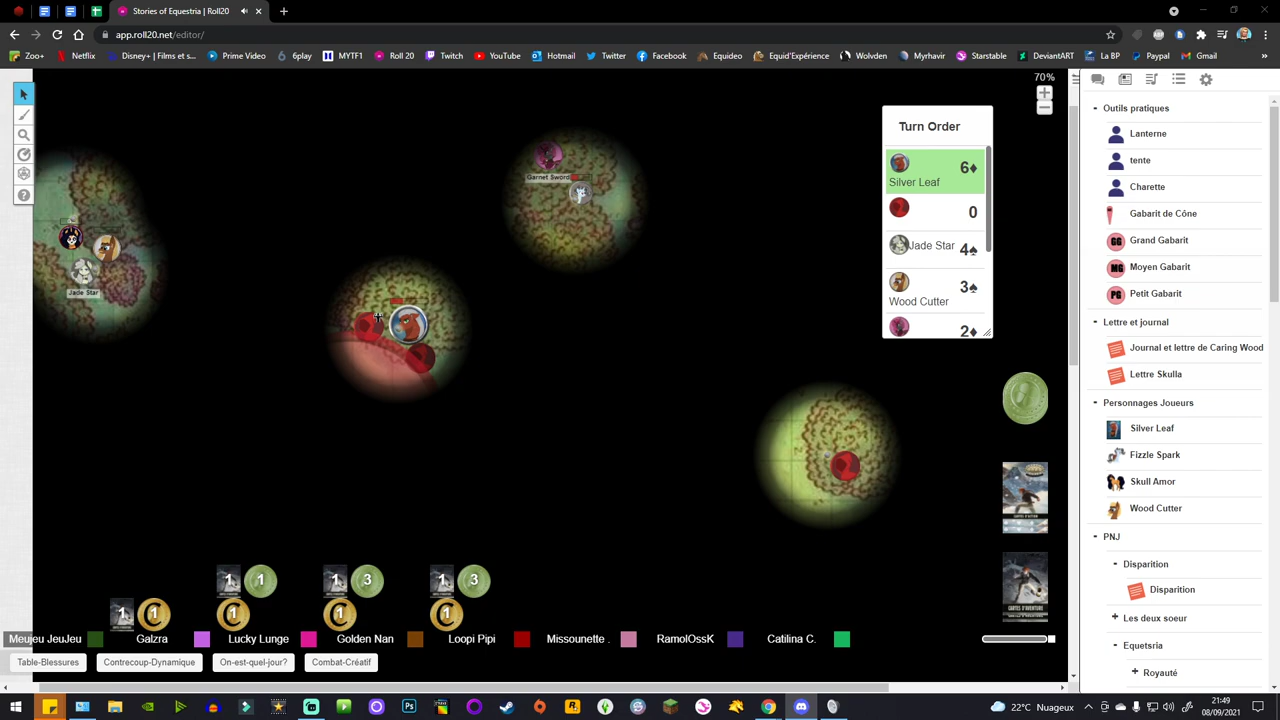 Stories of Equestria | Roll20
app.roll20.net/editor/
Zoo+ Netflix Disney+ | Films et s... Prime Video 6play MYTF1 Roll 20 Twitch YouTube Hotmail Facebook Equideo Equid'Expérience Wolvden Myrhavir Starstable DeviantART La BP Paypal Gmail »
70%
Turn Order
Silver Leaf 6♦
0
Jade Star 4♠
Wood Cutter 3♠
2♦
Garnet Sword
Jade Star
Outils pratiques
Lanterne
tente
Charette
Gabarit de Cône
GG Grand Gabarit
MG Moyen Gabarit
PG Petit Gabarit
Lettre et journal
Journal et lettre de Caring Wood
Lettre Skulla
Personnages Joueurs
Silver Leaf
Fizzle Spark
Skull Amor
Wood Cutter
PNJ
Disparition
Disparition
Les deux soeur
Equetsria
Royauté
1 1 1 3 1 3
1 1 1 1 1
Meujeu JeuJeu Galzra Lucky Lunge Golden Nan Loopi Pipi Missounette RamolOssK Catilina C.
Table-Blessures Contrecoup-Dynamique On-est-quel-jour? Combat-Créatif
22°C Nuageux
21:49
08/09/2021